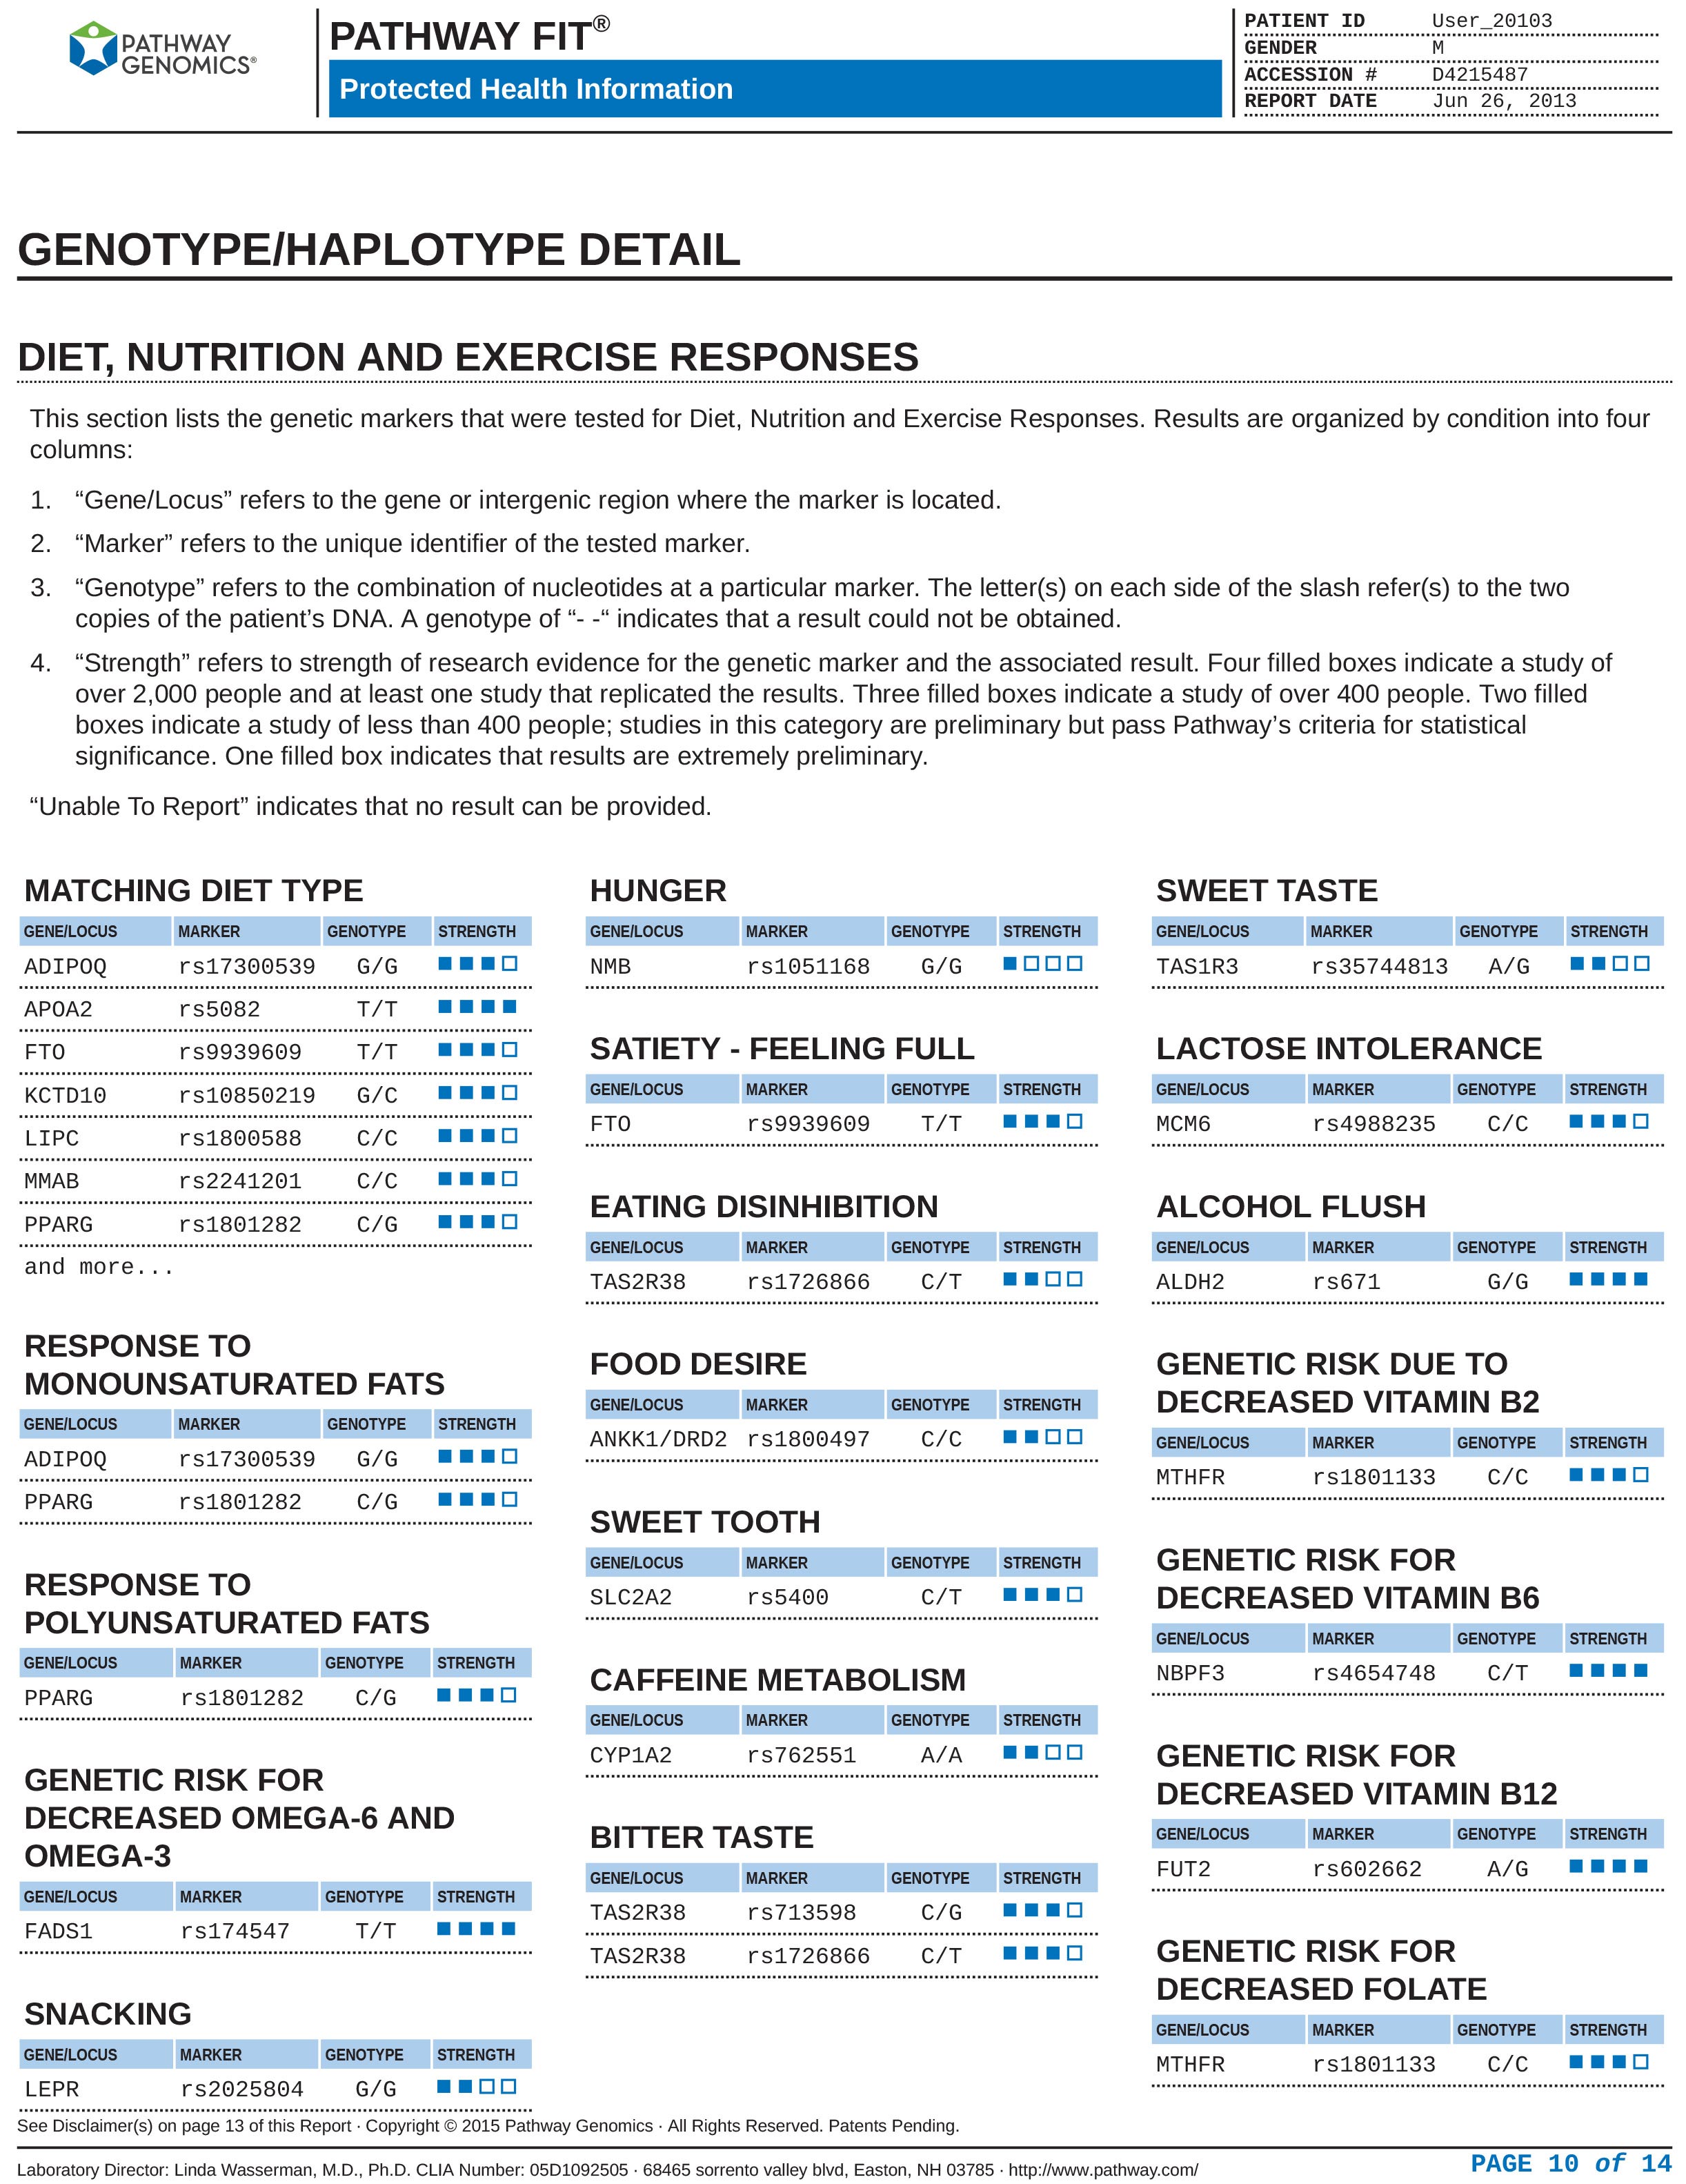 PATHWAY
GENOMICS®
PATHWAY FIT®
Protected Health Information
PATIENT ID User_20103
GENDER M
ACCESSION # D4215487
REPORT DATE Jun 26, 2013
GENOTYPE/HAPLOTYPE DETAIL
DIET, NUTRITION AND EXERCISE RESPONSES
This section lists the genetic markers that were tested for Diet, Nutrition and Exercise Responses. Results are organized by condition into four
columns:
1. “Gene/Locus” refers to the gene or intergenic region where the marker is located.
2. “Marker” refers to the unique identifier of the tested marker.
3. “Genotype” refers to the combination of nucleotides at a particular marker. The letter(s) on each side of the slash refer(s) to the two
copies of the patient’s DNA. A genotype of “- -“ indicates that a result could not be obtained.
4. “Strength” refers to strength of research evidence for the genetic marker and the associated result. Four filled boxes indicate a study of
over 2,000 people and at least one study that replicated the results. Three filled boxes indicate a study of over 400 people. Two filled
boxes indicate a study of less than 400 people; studies in this category are preliminary but pass Pathway’s criteria for statistical
significance. One filled box indicates that results are extremely preliminary.
“Unable To Report” indicates that no result can be provided.
MATCHING DIET TYPE
GENE/LOCUS MARKER GENOTYPE STRENGTH
ADIPOQ rs17300539 G/G
APOA2 rs5082 T/T
FTO rs9939609 T/T
KCTD10 rs10850219 G/C
LIPC rs1800588 C/C
MMAB rs2241201 C/C
PPARG rs1801282 C/G
and more...
RESPONSE TO
MONOUNSATURATED FATS
GENE/LOCUS MARKER GENOTYPE STRENGTH
ADIPOQ rs17300539 G/G
PPARG rs1801282 C/G
RESPONSE TO
POLYUNSATURATED FATS
GENE/LOCUS MARKER GENOTYPE STRENGTH
PPARG rs1801282 C/G
GENETIC RISK FOR
DECREASED OMEGA-6 AND
OMEGA-3
GENE/LOCUS MARKER GENOTYPE STRENGTH
FADS1 rs174547 T/T
SNACKING
GENE/LOCUS MARKER GENOTYPE STRENGTH
LEPR rs2025804 G/G
HUNGER
GENE/LOCUS MARKER GENOTYPE STRENGTH
NMB rs1051168 G/G
SATIETY - FEELING FULL
GENE/LOCUS MARKER GENOTYPE STRENGTH
FTO rs9939609 T/T
EATING DISINHIBITION
GENE/LOCUS MARKER GENOTYPE STRENGTH
TAS2R38 rs1726866 C/T
FOOD DESIRE
GENE/LOCUS MARKER GENOTYPE STRENGTH
ANKK1/DRD2 rs1800497 C/C
SWEET TOOTH
GENE/LOCUS MARKER GENOTYPE STRENGTH
SLC2A2 rs5400 C/T
CAFFEINE METABOLISM
GENE/LOCUS MARKER GENOTYPE STRENGTH
CYP1A2 rs762551 A/A
BITTER TASTE
GENE/LOCUS MARKER GENOTYPE STRENGTH
TAS2R38 rs713598 C/G
TAS2R38 rs1726866 C/T
SWEET TASTE
GENE/LOCUS MARKER GENOTYPE STRENGTH
TAS1R3 rs35744813 A/G
LACTOSE INTOLERANCE
GENE/LOCUS MARKER GENOTYPE STRENGTH
MCM6 rs4988235 C/C
ALCOHOL FLUSH
GENE/LOCUS MARKER GENOTYPE STRENGTH
ALDH2 rs671 G/G
GENETIC RISK DUE TO
DECREASED VITAMIN B2
GENE/LOCUS MARKER GENOTYPE STRENGTH
MTHFR rs1801133 C/C
GENETIC RISK FOR
DECREASED VITAMIN B6
GENE/LOCUS MARKER GENOTYPE STRENGTH
NBPF3 rs4654748 C/T
GENETIC RISK FOR
DECREASED VITAMIN B12
GENE/LOCUS MARKER GENOTYPE STRENGTH
FUT2 rs602662 A/G
GENETIC RISK FOR
DECREASED FOLATE
GENE/LOCUS MARKER GENOTYPE STRENGTH
MTHFR rs1801133 C/C
See Disclaimer(s) on page 13 of this Report · Copyright © 2015 Pathway Genomics · All Rights Reserved. Patents Pending.
Laboratory Director: Linda Wasserman, M.D., Ph.D. CLIA Number: 05D1092505 · 68465 sorrento valley blvd, Easton, NH 03785 · http://www.pathway.com/
PAGE 10 of 14